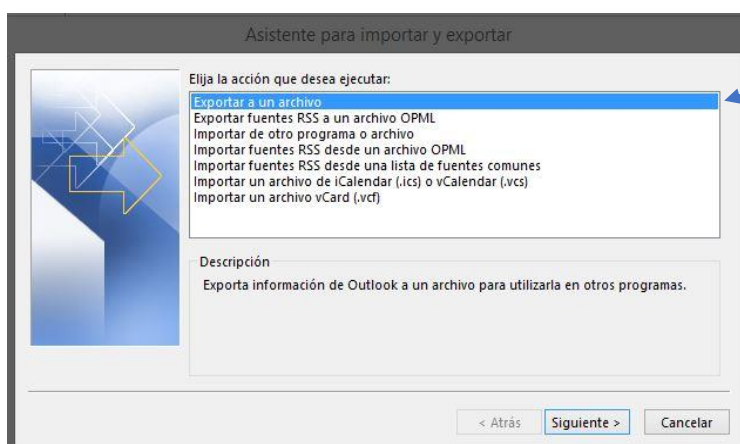 Asistente para importar y exportar
Elija la acción que desea ejecutar:
Exportar a un archivo
Exportar fuentes RSS a un archivo OPML
Importar de otro programa o archivo
Importar fuentes RSS desde un archivo OPML
Importar fuentes RSS desde una lista de fuentes comunes
Importar un archivo de iCalendar (.ics) o vCalendar (.vcs)
Importar un archivo vCard (.vcf)
Descripción
Exporta información de Outlook a un archivo para utilizarla en otros programas.
< Atrás Siguiente > Cancelar